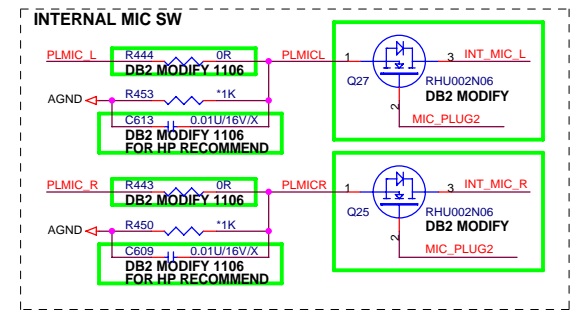 INTERNAL MIC SW
PLMIC_L R444 0R PLMICL 1 3 INT_MIC_L
DB2 MODIFY 1106
Q27 RHU002N06
DB2 MODIFY
AGND R453 *1K
2
MIC_PLUG2
C613 0.01U/16V/X
DB2 MODIFY 1106
FOR HP RECOMMEND
PLMIC_R R443 0R PLMICR 1 3 INT_MIC_R
DB2 MODIFY 1106
Q25 RHU002N06
DB2 MODIFY
AGND R450 *1K
2
MIC_PLUG2
C609 0.01U/16V/X
DB2 MODIFY 1106
FOR HP RECOMMEND